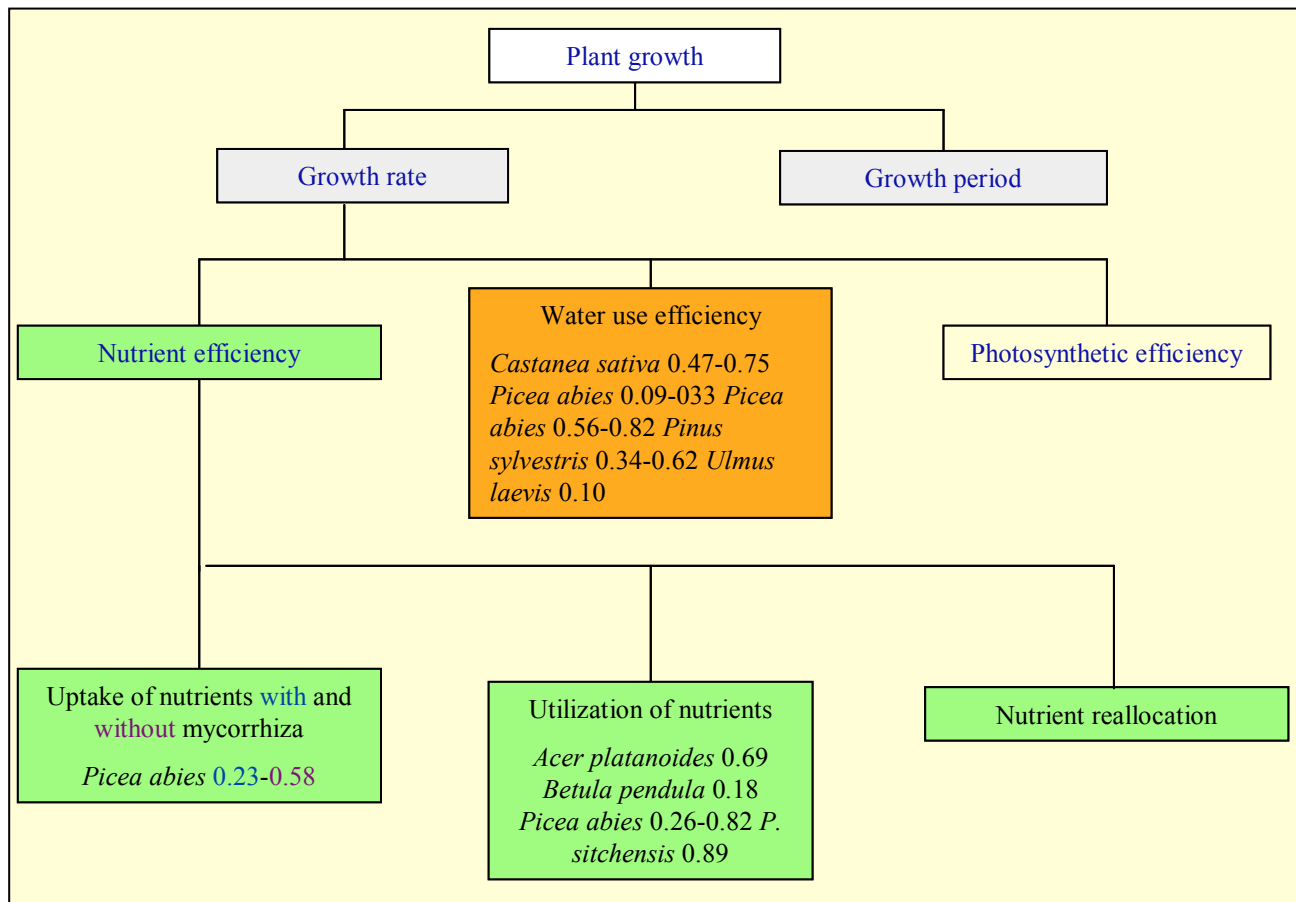 Plant growth
Growth rate
Growth period
Nutrient efficiency
Water use efficiency
Castanea sativa 0.47-0.75
Picea abies 0.09-033 Picea
abies 0.56-0.82 Pinus
sylvestris 0.34-0.62 Ulmus
laevis 0.10
Photosynthetic efficiency
Uptake of nutrients with and
without mycorrhiza
Picea abies 0.23-0.58
Utilization of nutrients
Acer platanoides 0.69
Betula pendula 0.18
Picea abies 0.26-0.82 P.
sitchensis 0.89
Nutrient reallocation